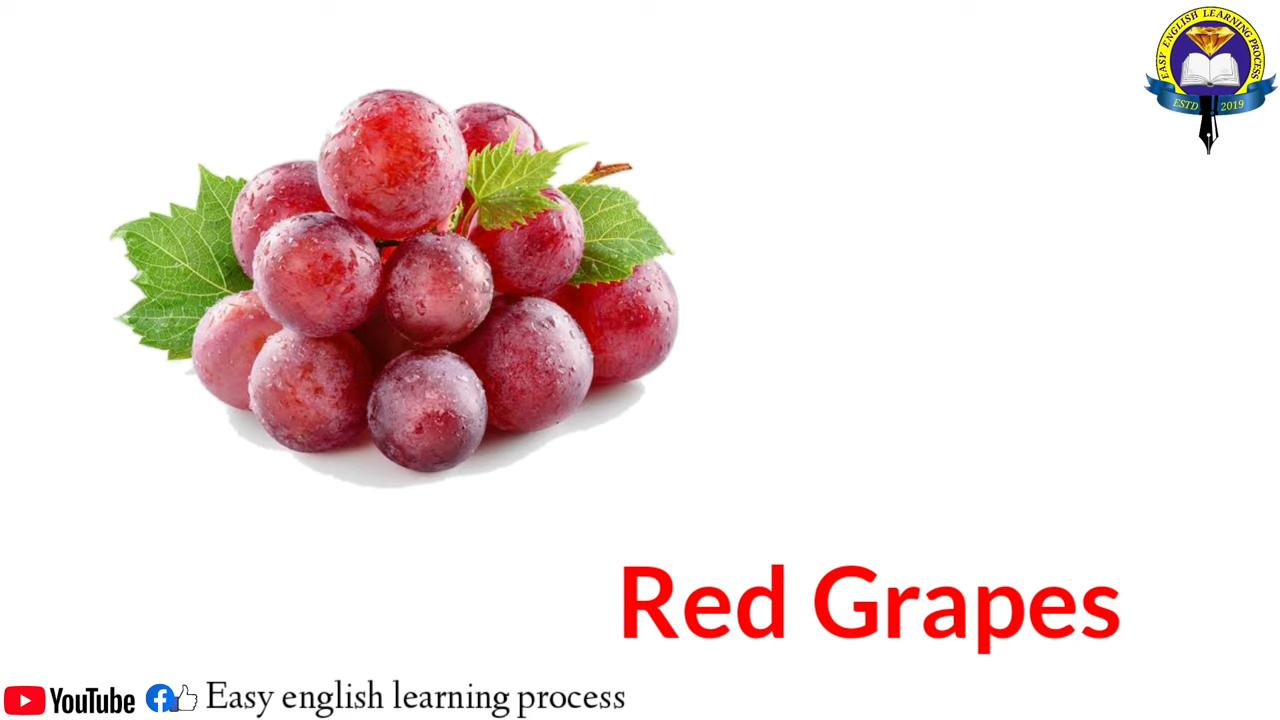 EASY ENGLISH LEARNING PROCESS
ESTD 2019
Red Grapes
YouTube Easy english learning process